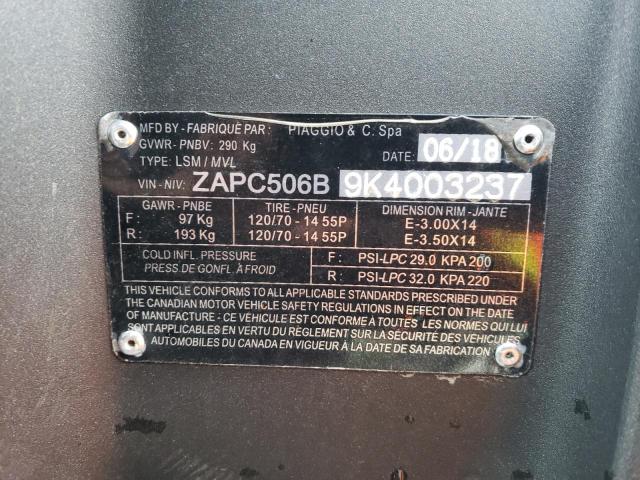 MFD BY - FABRIQUÉ PAR : PIAGGIO & C. Spa
GVWR- PNBV: 290 Kg
TYPE: LSM / MVL DATE: 06/18
VIN - NIV: ZAPC506B 9K4003237
GAWR - PNBE TIRE - PNEU DIMENSION RIM - JANTE
F: 97 Kg 120/70 - 14 55P E-3.00X14
R: 193 Kg 120/70 - 14 55P E-3.50X14
COLD INFL. PRESSURE F: PSI-LPC 29.0 KPA 200
PRESS DE GONFL. À FROID R: PSI-LPC 32.0 KPA 220
THIS VEHICLE CONFORMS TO ALL APPLICABLE STANDARDS PRESCRIBED UNDER
THE CANADIAN MOTOR VEHICLE SAFETY REGULATIONS IN EFFECT ON THE DATE
OF MANUFACTURE - CE VÉHICULE EST CONFORME À TOUTES LES NORMES QUI LUI
SONT APPLICABLES EN VERTU DU RÈGLEMENT SUR LA SÉCURITÉ DES VÉHICULES
AUTOMOBILES DU CANADA EN VIGUEUR À LA DATE DE SA FABRICATION